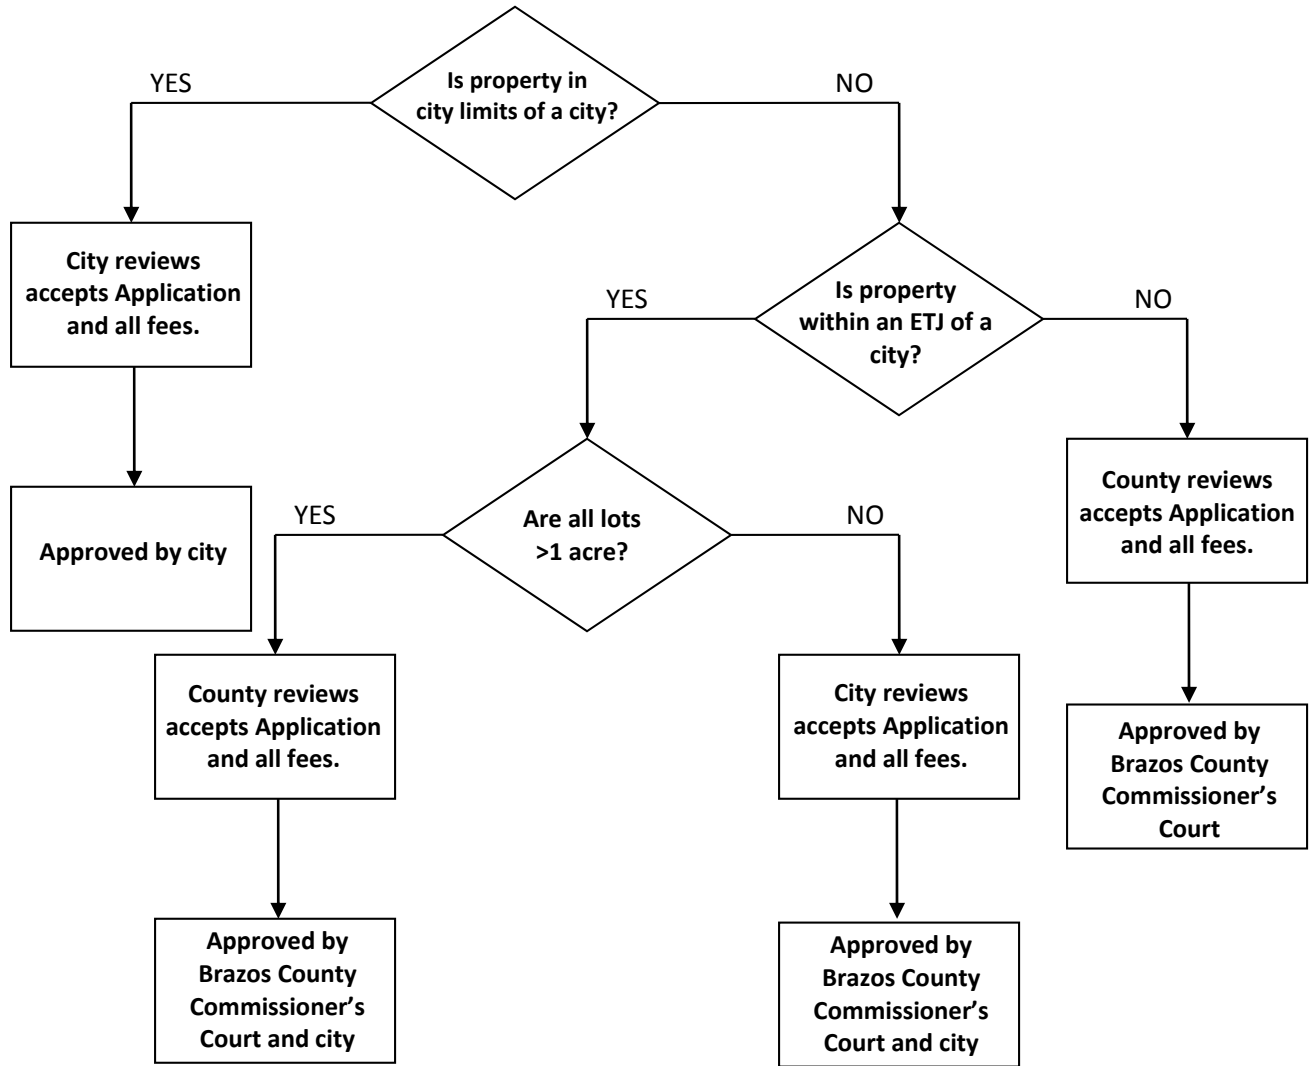 Is property in
city limits of a city?
YES
NO
City reviews
accepts Application
and all fees.
Is property
within an ETJ of a
city?
YES
NO
Approved by city
Are all lots
>1 acre?
YES
NO
County reviews
accepts Application
and all fees.
County reviews
accepts Application
and all fees.
City reviews
accepts Application
and all fees.
Approved by
Brazos County
Commissioner’s
Court
Approved by
Brazos County
Commissioner’s
Court and city
Approved by
Brazos County
Commissioner’s
Court and city